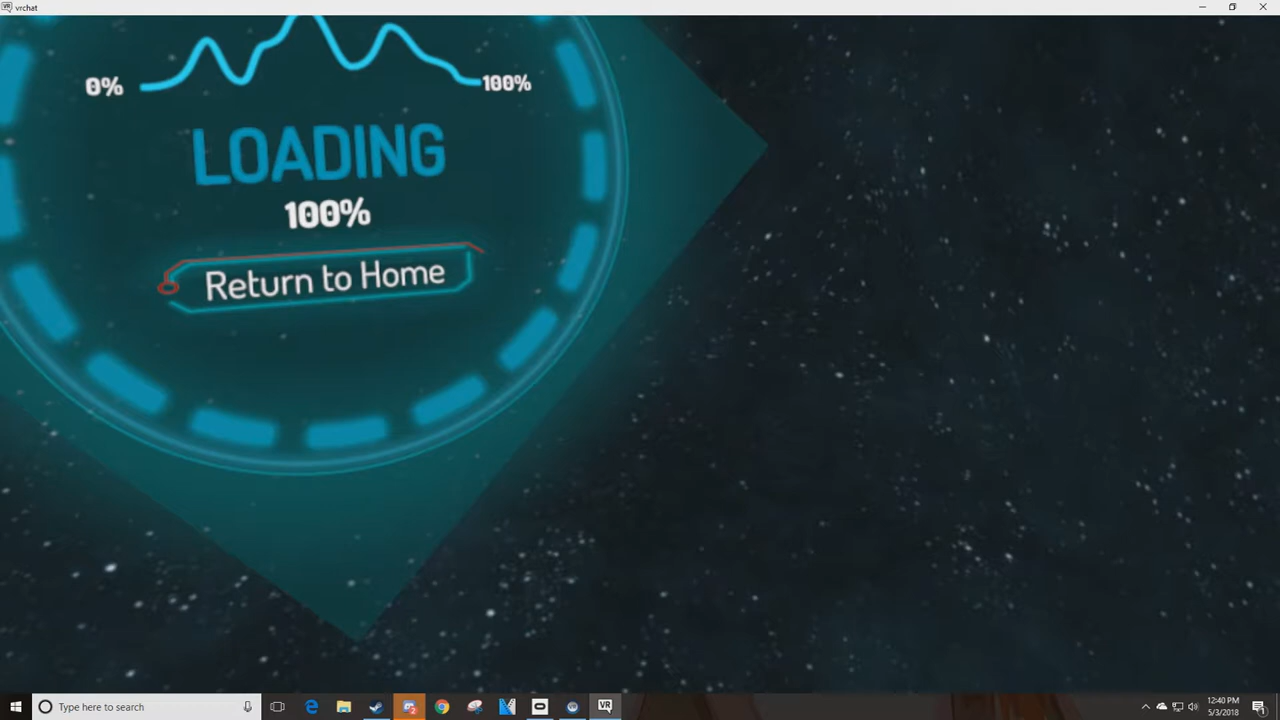 vrchat
0%
100%
LOADING
100%
Return to Home
Type here to search
12:40 PM
5/3/2018